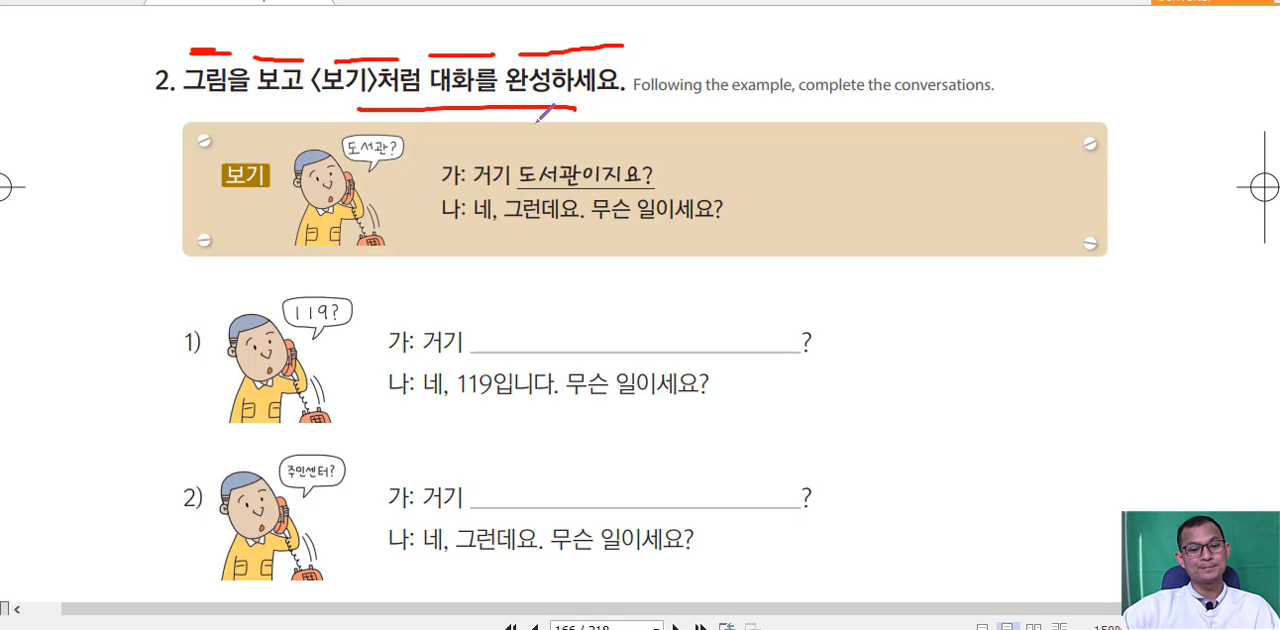 2. 그림을 보고 〈보기〉처럼 대화를 완성하세요. Following the example, complete the conversations.
보기
도서관?
가: 거기 도서관이지요?
나: 네, 그런데요. 무슨 일이세요?
1)
119?
가: 거기 ?
나: 네, 119입니다. 무슨 일이세요?
2)
주민센터?
가: 거기 ?
나: 네, 그런데요. 무슨 일이세요?